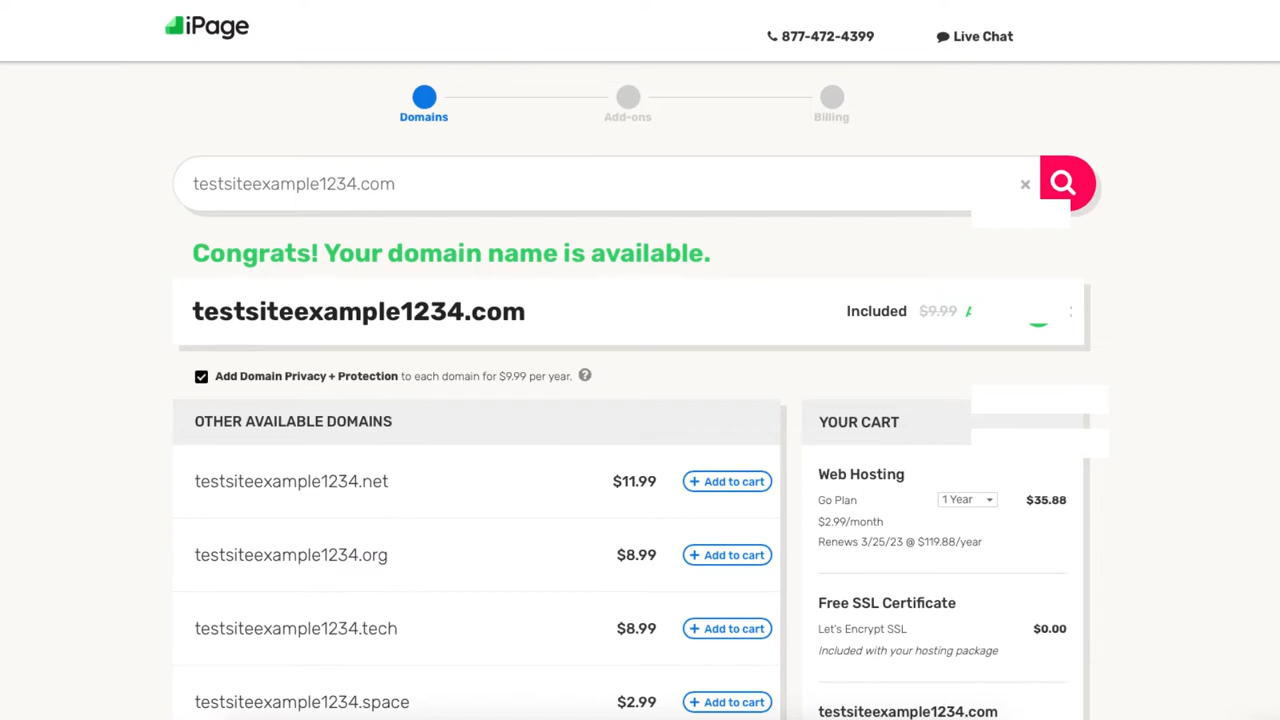 iPage
877-472-4399
Live Chat
Domains
Add-ons
Billing
testsiteexample1234.com
Congrats! Your domain name is available.
testsiteexample1234.com
Included $9.99
Add Domain Privacy + Protection to each domain for $9.99 per year.
OTHER AVAILABLE DOMAINS
testsiteexample1234.net $11.99 + Add to cart
testsiteexample1234.org $8.99 + Add to cart
testsiteexample1234.tech $8.99 + Add to cart
testsiteexample1234.space $2.99 + Add to cart
YOUR CART
Web Hosting
Go Plan 1 Year $35.88
$2.99/month
Renews 3/25/23 @ $119.88/year
Free SSL Certificate
Let's Encrypt SSL $0.00
Included with your hosting package
testsiteexample1234.com